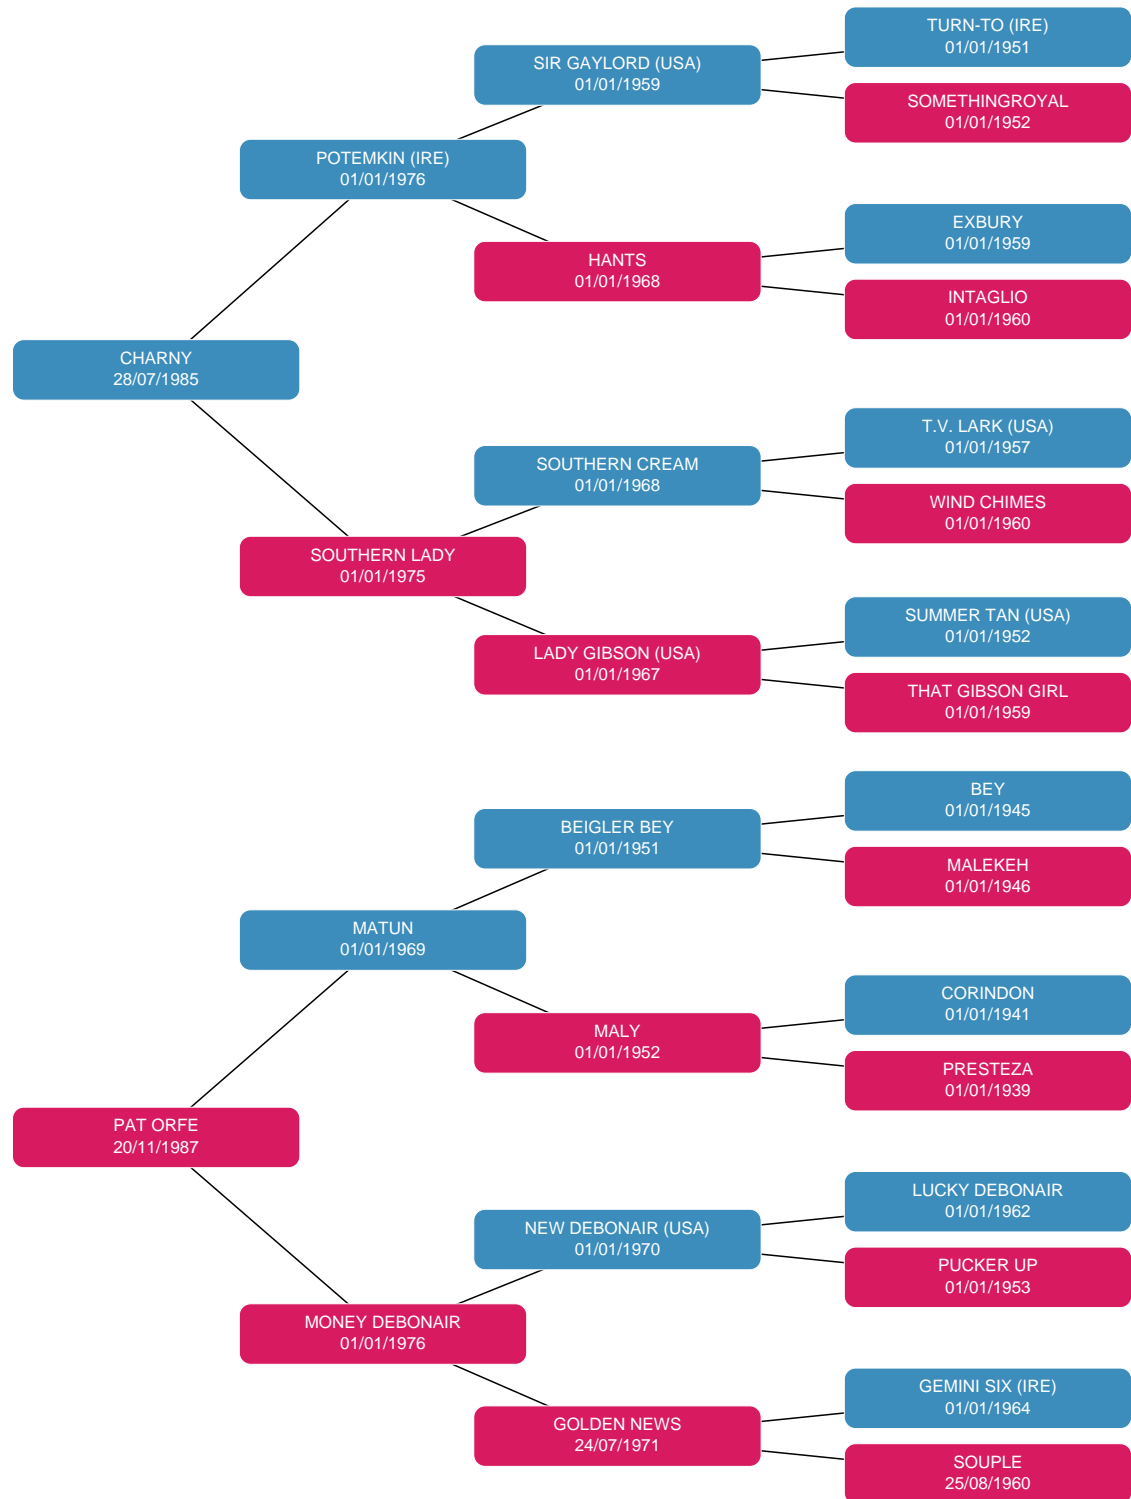 TURN-TO (IRE)
01/01/1951
SIR GAYLORD (USA)
01/01/1959
SOMETHINGROYAL
01/01/1952
POTEMKIN (IRE)
01/01/1976
EXBURY
01/01/1959
HANTS
01/01/1968
INTAGLIO
01/01/1960
CHARNY
28/07/1985
T.V. LARK (USA)
01/01/1957
SOUTHERN CREAM
01/01/1968
WIND CHIMES
01/01/1960
SOUTHERN LADY
01/01/1975
SUMMER TAN (USA)
01/01/1952
LADY GIBSON (USA)
01/01/1967
THAT GIBSON GIRL
01/01/1959
BEY
01/01/1945
BEIGLER BEY
01/01/1951
MALEKEH
01/01/1946
MATUN
01/01/1969
CORINDON
01/01/1941
MALY
01/01/1952
PRESTEZA
01/01/1939
PAT ORFE
20/11/1987
LUCKY DEBONAIR
01/01/1962
NEW DEBONAIR (USA)
01/01/1970
PUCKER UP
01/01/1953
MONEY DEBONAIR
01/01/1976
GEMINI SIX (IRE)
01/01/1964
GOLDEN NEWS
24/07/1971
SOUPLE
25/08/1960